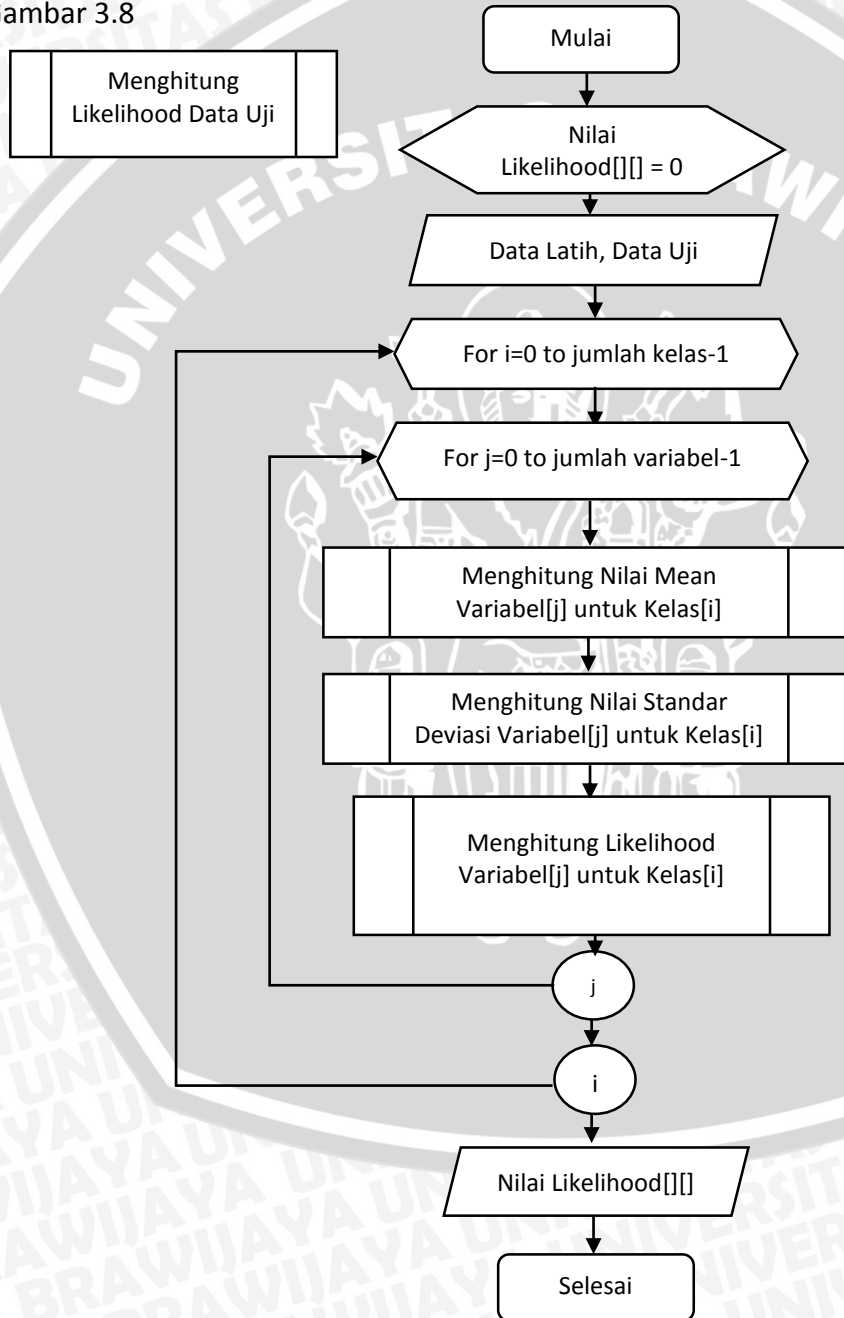 Gambar 3.8
Menghitung
Likelihood Data Uji
Mulai
Nilai
Likelihood[][] = 0
Data Latih, Data Uji
For i=0 to jumlah kelas-1
For j=0 to jumlah variabel-1
Menghitung Nilai Mean
Variabel[j] untuk Kelas[i]
Menghitung Nilai Standar
Deviasi Variabel[j] untuk Kelas[i]
Menghitung Likelihood
Variabel[j] untuk Kelas[i]
j
i
Nilai Likelihood[][]
Selesai